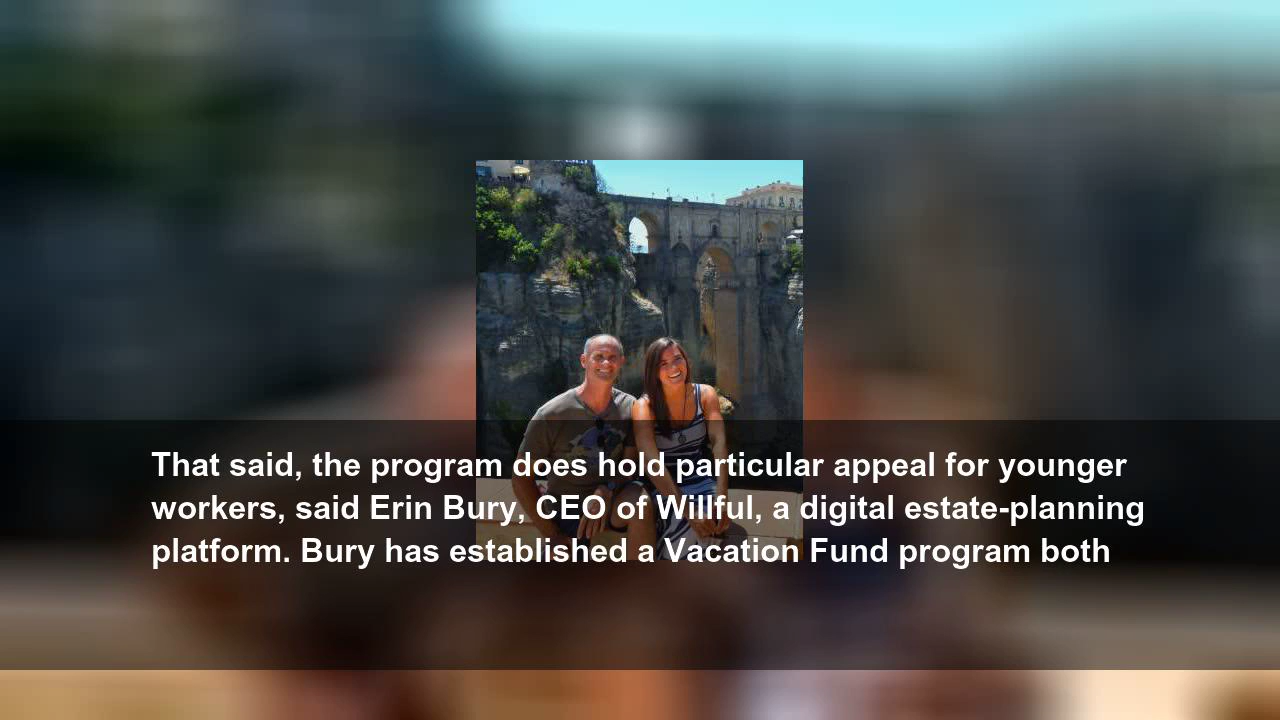 That said, the program does hold particular appeal for younger
workers, said Erin Bury, CEO of Willful, a digital estate-planning
platform. Bury has established a Vacation Fund program both